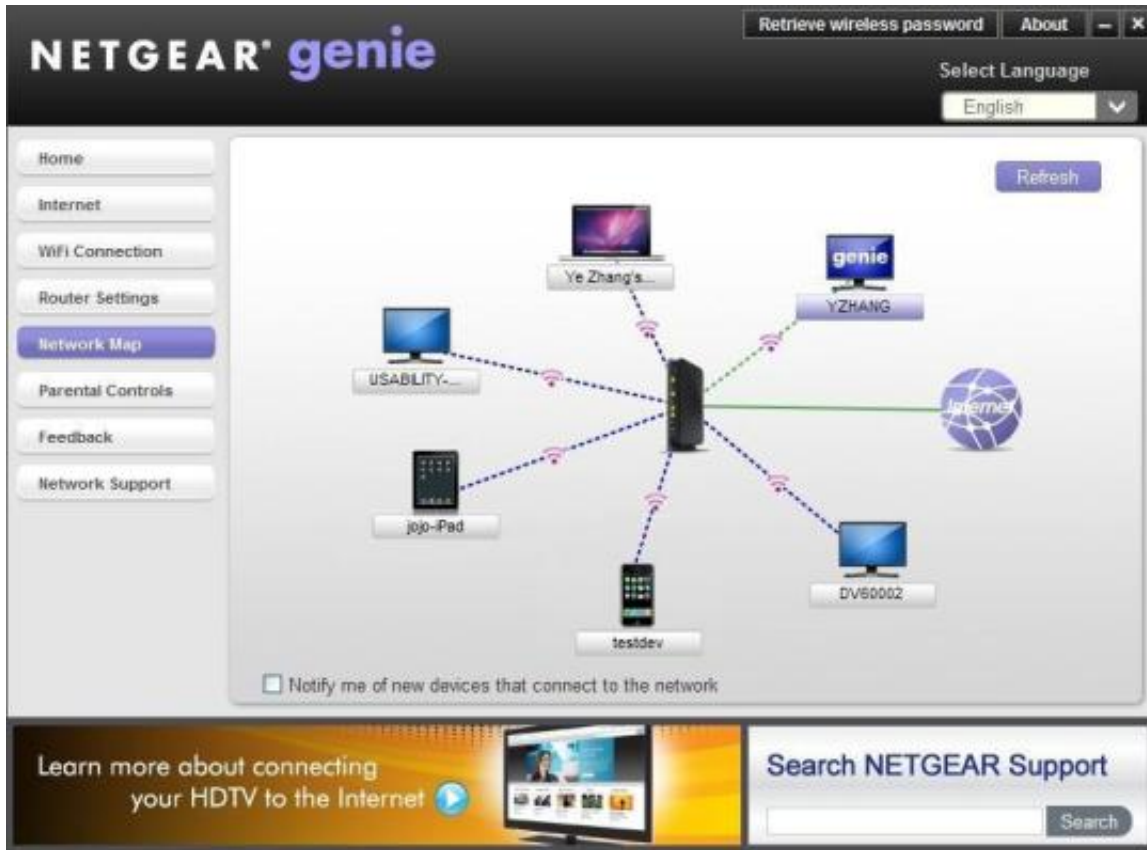 NETGEAR® genie
Retrieve wireless password
About
Select Language
English
Home
Internet
WiFi Connection
Router Settings
Network Map
Parental Controls
Feedback
Network Support
Refresh
Ye Zhang's...
genie
YZHANG
USABILITY-...
Internet
jojo-iPad
DV60002
testdev
Notify me of new devices that connect to the network
Learn more about connecting
your HDTV to the Internet
Search NETGEAR Support
Search